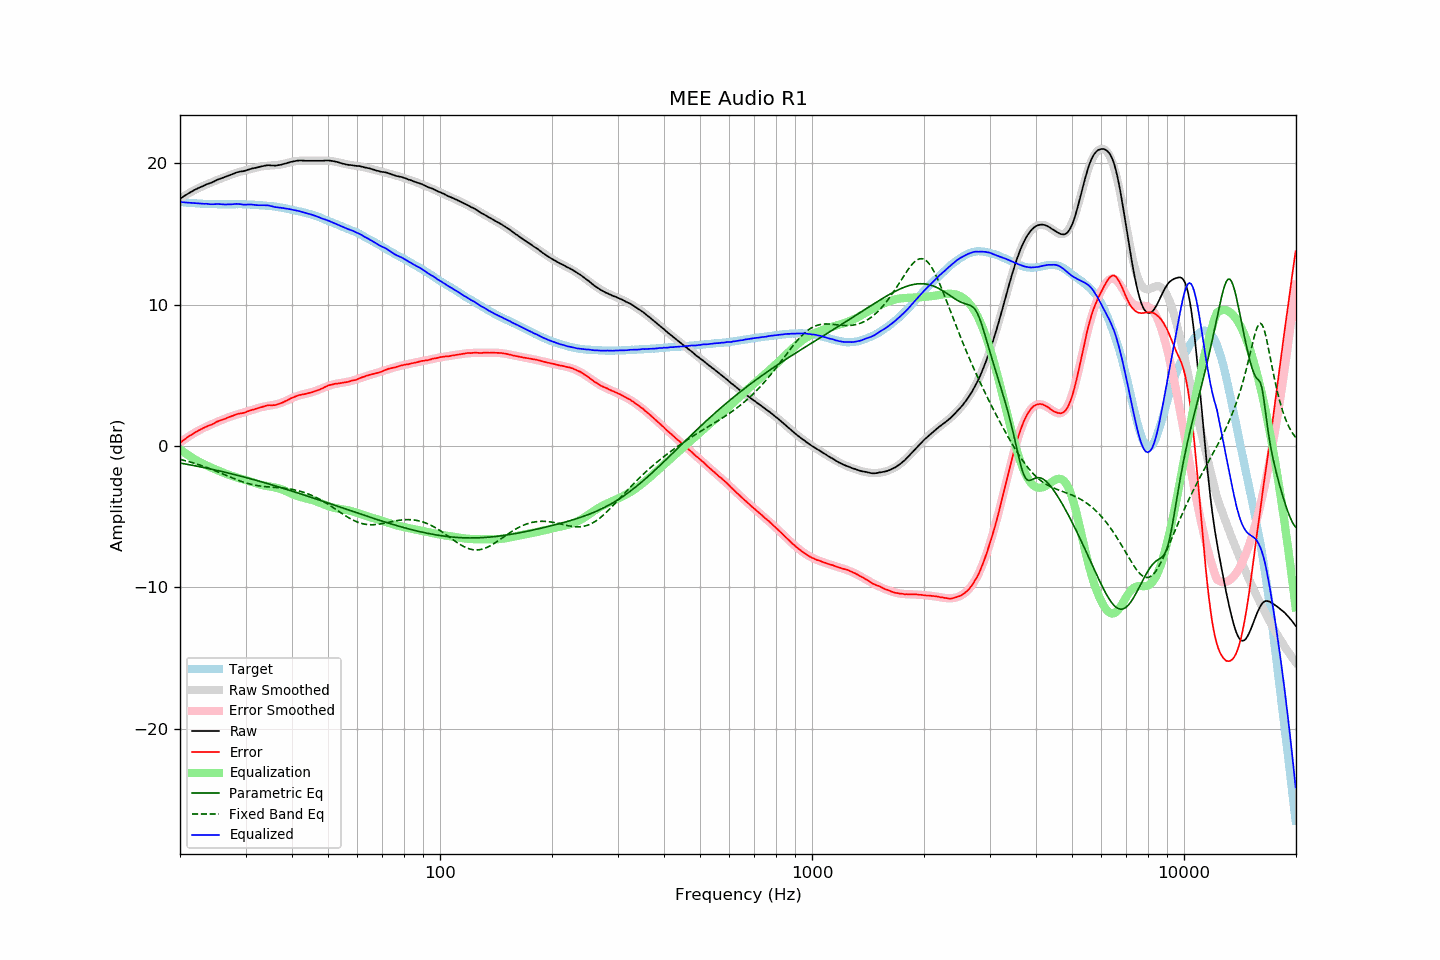 MEE Audio R1
Amplitude (dBr)
20
10
0
−10
−20
Target
Raw Smoothed
Error Smoothed
Raw
Error
Equalization
Parametric Eq
Fixed Band Eq
Equalized
100
1000
10000
Frequency (Hz)